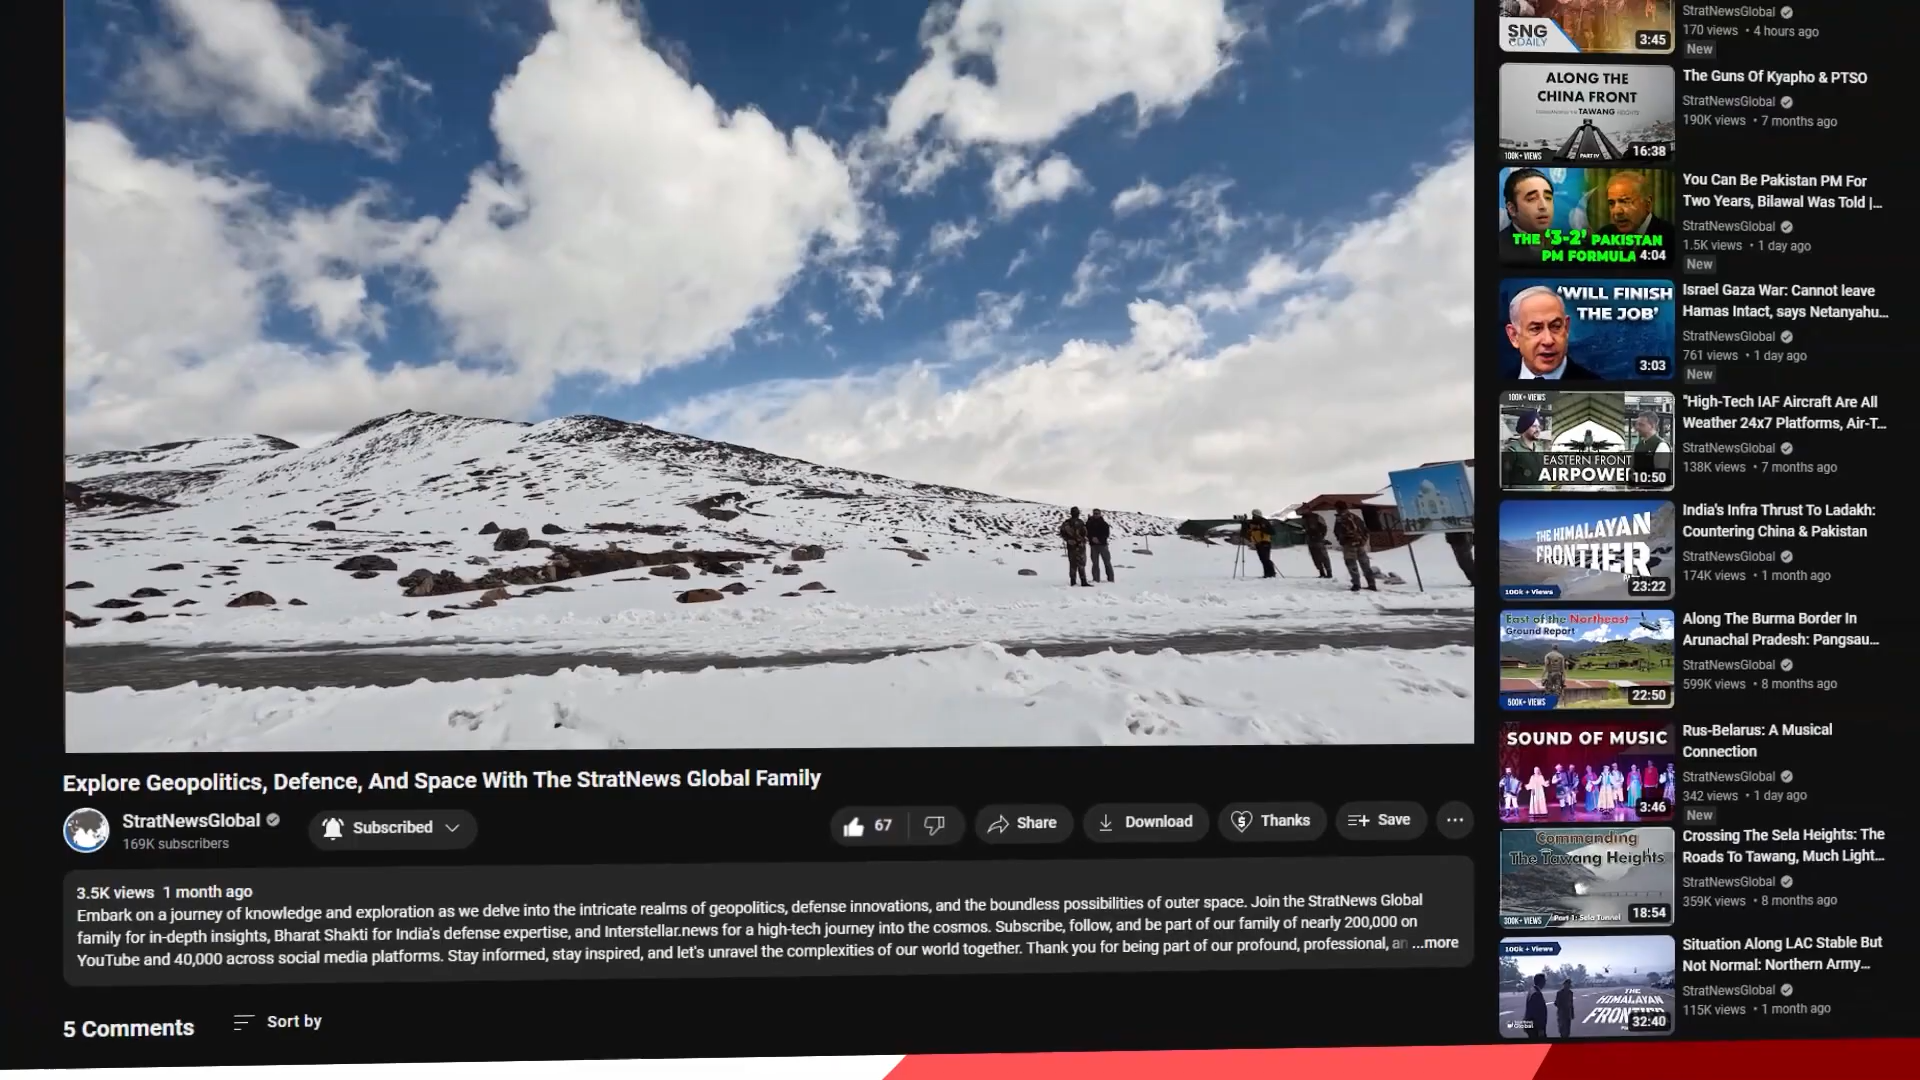 Explore Geopolitics, Defence, And Space With The StratNews Global Family
StratNewsGlobal
169K subscribers
Subscribed
67
Share
Download
Thanks
Save
3.5K views 1 month ago
Embark on a journey of knowledge and exploration as we delve into the intricate realms of geopolitics, defense innovations, and the boundless possibilities of outer space. Join the StratNews Global
family for in-depth insights, Bharat Shakti for India's defense expertise, and Interstellar.news for a high-tech journey into the cosmos. Subscribe, follow, and be part of our family of nearly 200,000 on
YouTube and 40,000 across social media platforms. Stay informed, stay inspired, and let's unravel the complexities of our world together. Thank you for being part of our profound, professional, an ...more
5 Comments
Sort by
SNG
DAILY
3:45
StratNewsGlobal
170 views • 4 hours ago
New
ALONG THE
CHINA FRONT
TAWANG HEIGHTS
100K+ VIEWS
PART IV
16:38
The Guns Of Kyapho & PTSO
StratNewsGlobal
190K views • 7 months ago
THE '3-2' PAKISTAN
PM FORMULA
4:04
You Can Be Pakistan PM For
Two Years, Bilawal Was Told |...
StratNewsGlobal
1.5K views • 1 day ago
New
'WILL FINISH
THE JOB'
3:03
Israel Gaza War: Cannot leave
Hamas Intact, says Netanyahu...
StratNewsGlobal
761 views • 1 day ago
New
100K+ VIEWS
EASTERN FRONT
AIRPOWE
10:50
"High-Tech IAF Aircraft Are All
Weather 24x7 Platforms, Air-T...
StratNewsGlobal
138K views • 7 months ago
THE HIMALAYAN
FRONTIER
100k + Views
23:22
India's Infra Thrust To Ladakh:
Countering China & Pakistan
StratNewsGlobal
174K views • 1 month ago
East of the Northeast
Ground Report
500K+ VIEWS
22:50
Along The Burma Border In
Arunachal Pradesh: Pangsau...
StratNewsGlobal
599K views • 8 months ago
SOUND OF MUSIC
3:46
Rus-Belarus: A Musical
Connection
StratNewsGlobal
342 views • 1 day ago
New
Commanding
The Tawang Heights
300K+ VIEWS
Part 1: Sela Tunnel
18:54
Crossing The Sela Heights: The
Roads To Tawang, Much Light...
StratNewsGlobal
359K views • 8 months ago
100k + Views
THE
HIMALAYAN
FRON
32:40
Situation Along LAC Stable But
Not Normal: Northern Army...
StratNewsGlobal
115K views • 1 month ago